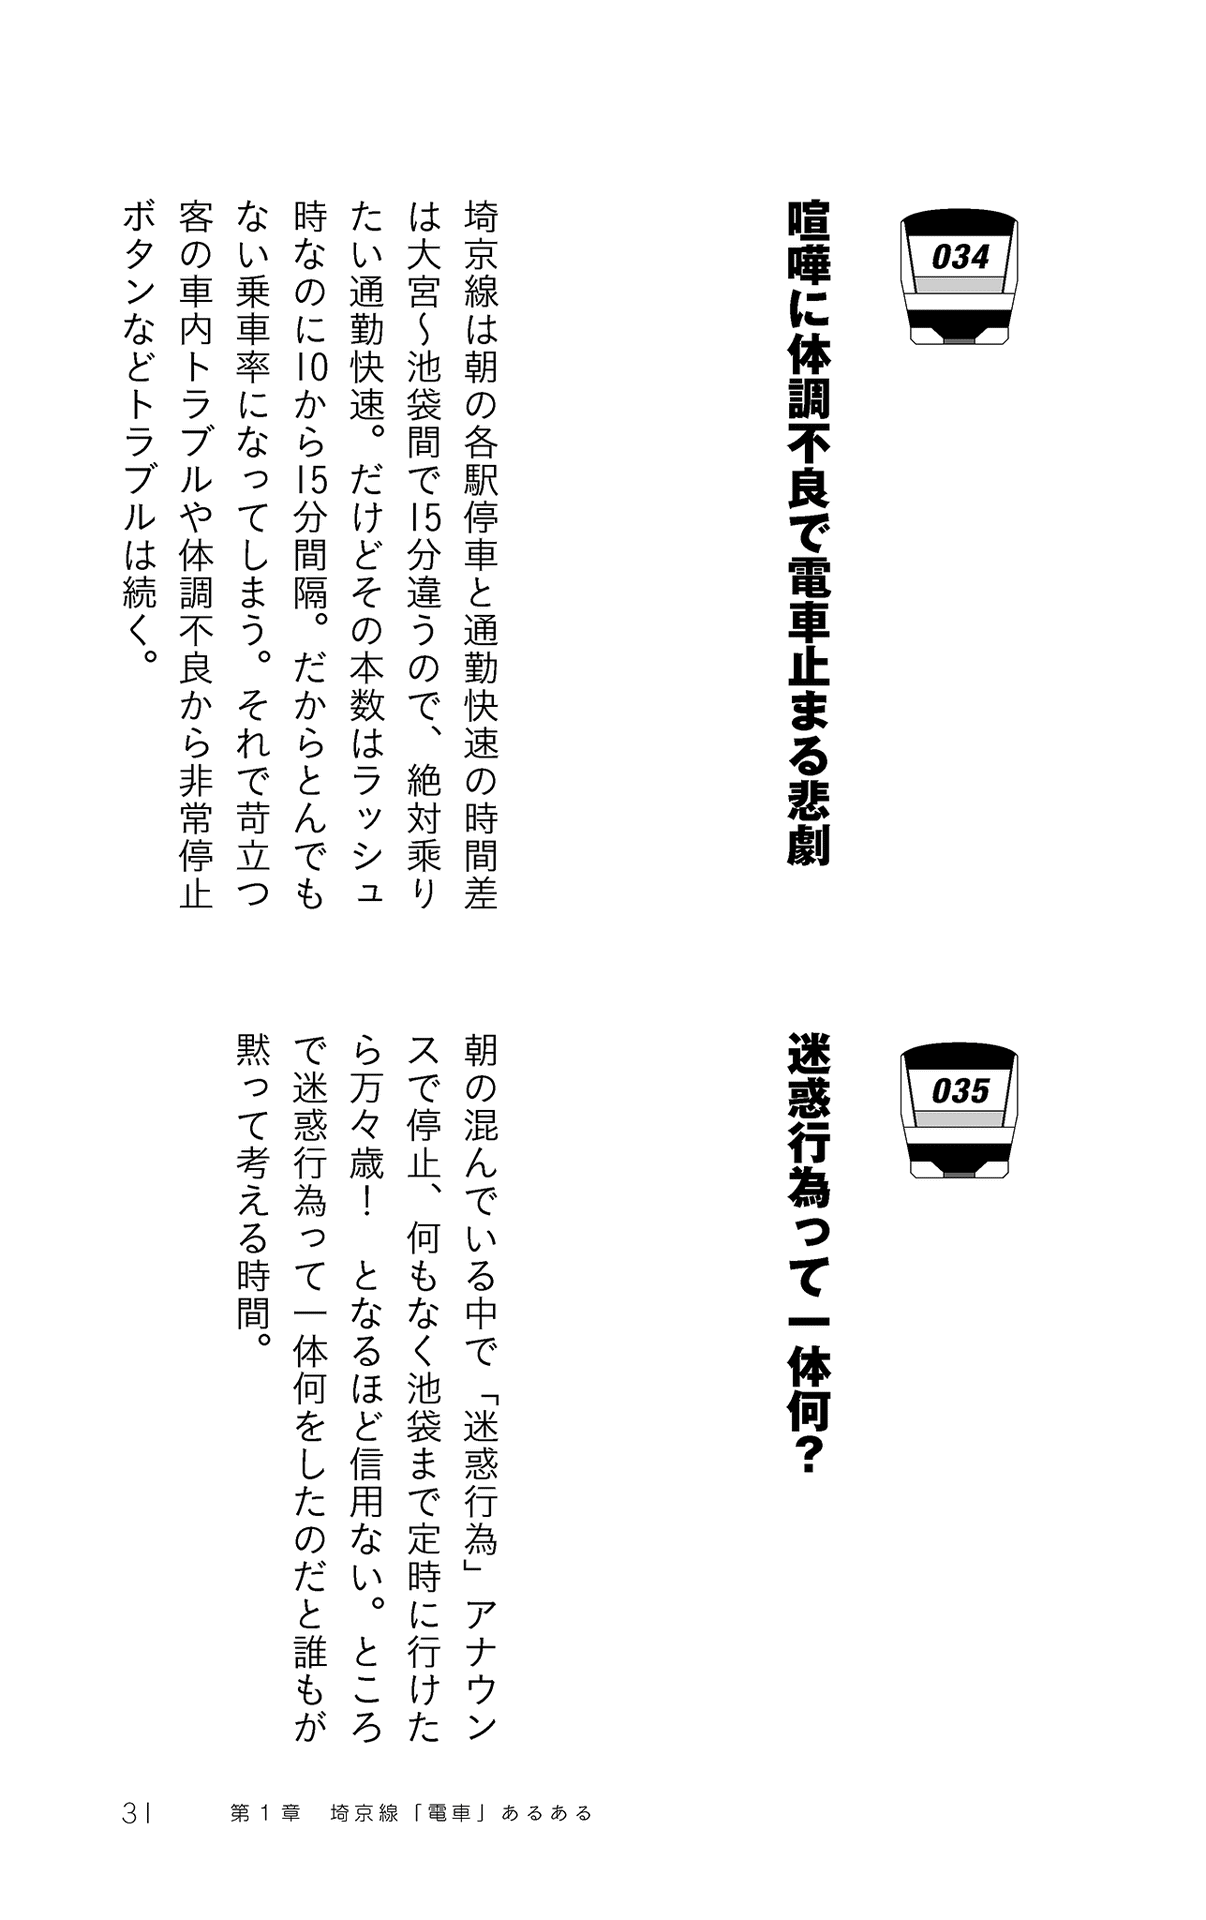 034
喧嘩に体調不良で電車止まる悲劇
埼京線は朝の各駅停車と通勤快速の時間差
は大宮〜池袋間で15分違うので、絶対乗り
たい通勤快速。だけどその本数はラッシュ
時なのに10から15分間隔。だからとんでも
ない乗車率になってしまう。それで苛立つ
客の車内トラブルや体調不良から非常停止
ボタンなどトラブルは続く。
035
迷惑行為って一体何？
朝の混んでいる中で「迷惑行為」アナウン
スで停止、何もなく池袋まで定時に行けた
ら万々歳！　となるほど信用ない。ところ
で迷惑行為って一体何をしたのだと誰もが
黙って考える時間。
31 第1章　埼京線「電車」あるある